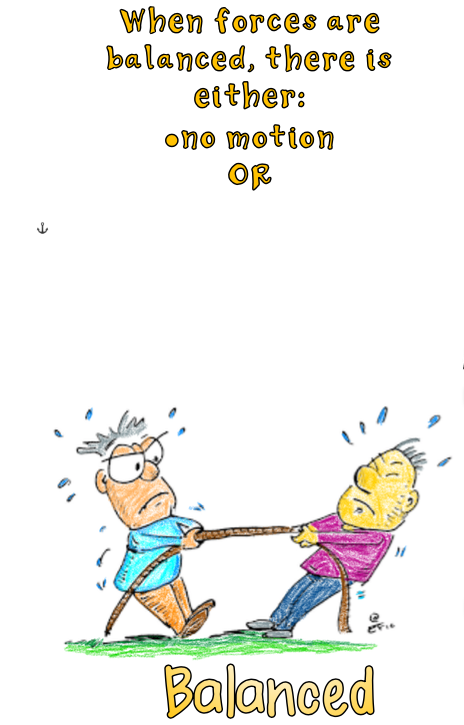 When forces are
balanced, there is
either:
•no motion
OR
Balanced